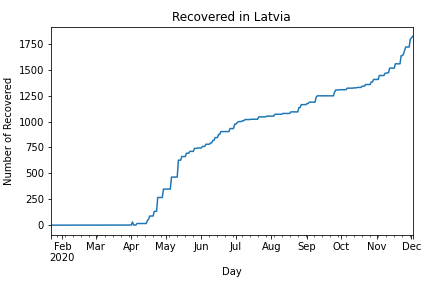 Recovered in Latvia
Number of Recovered
1750
1500
1250
1000
750
500
250
0
Feb Mar Apr May Jun Jul Aug Sep Oct Nov Dec
2020
Day